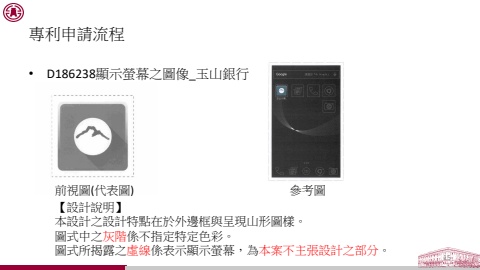 專利申請流程
• D186238顯示螢幕之圖像_玉山銀行
Google
前視圖(代表圖)
參考圖
【設計說明】
本設計之設計特點在於外邊框與呈現山形圖樣。
圖式中之灰階係不指定特定色彩。
圖式所揭露之虛線係表示顯示螢幕，為本案不主張設計之部分。